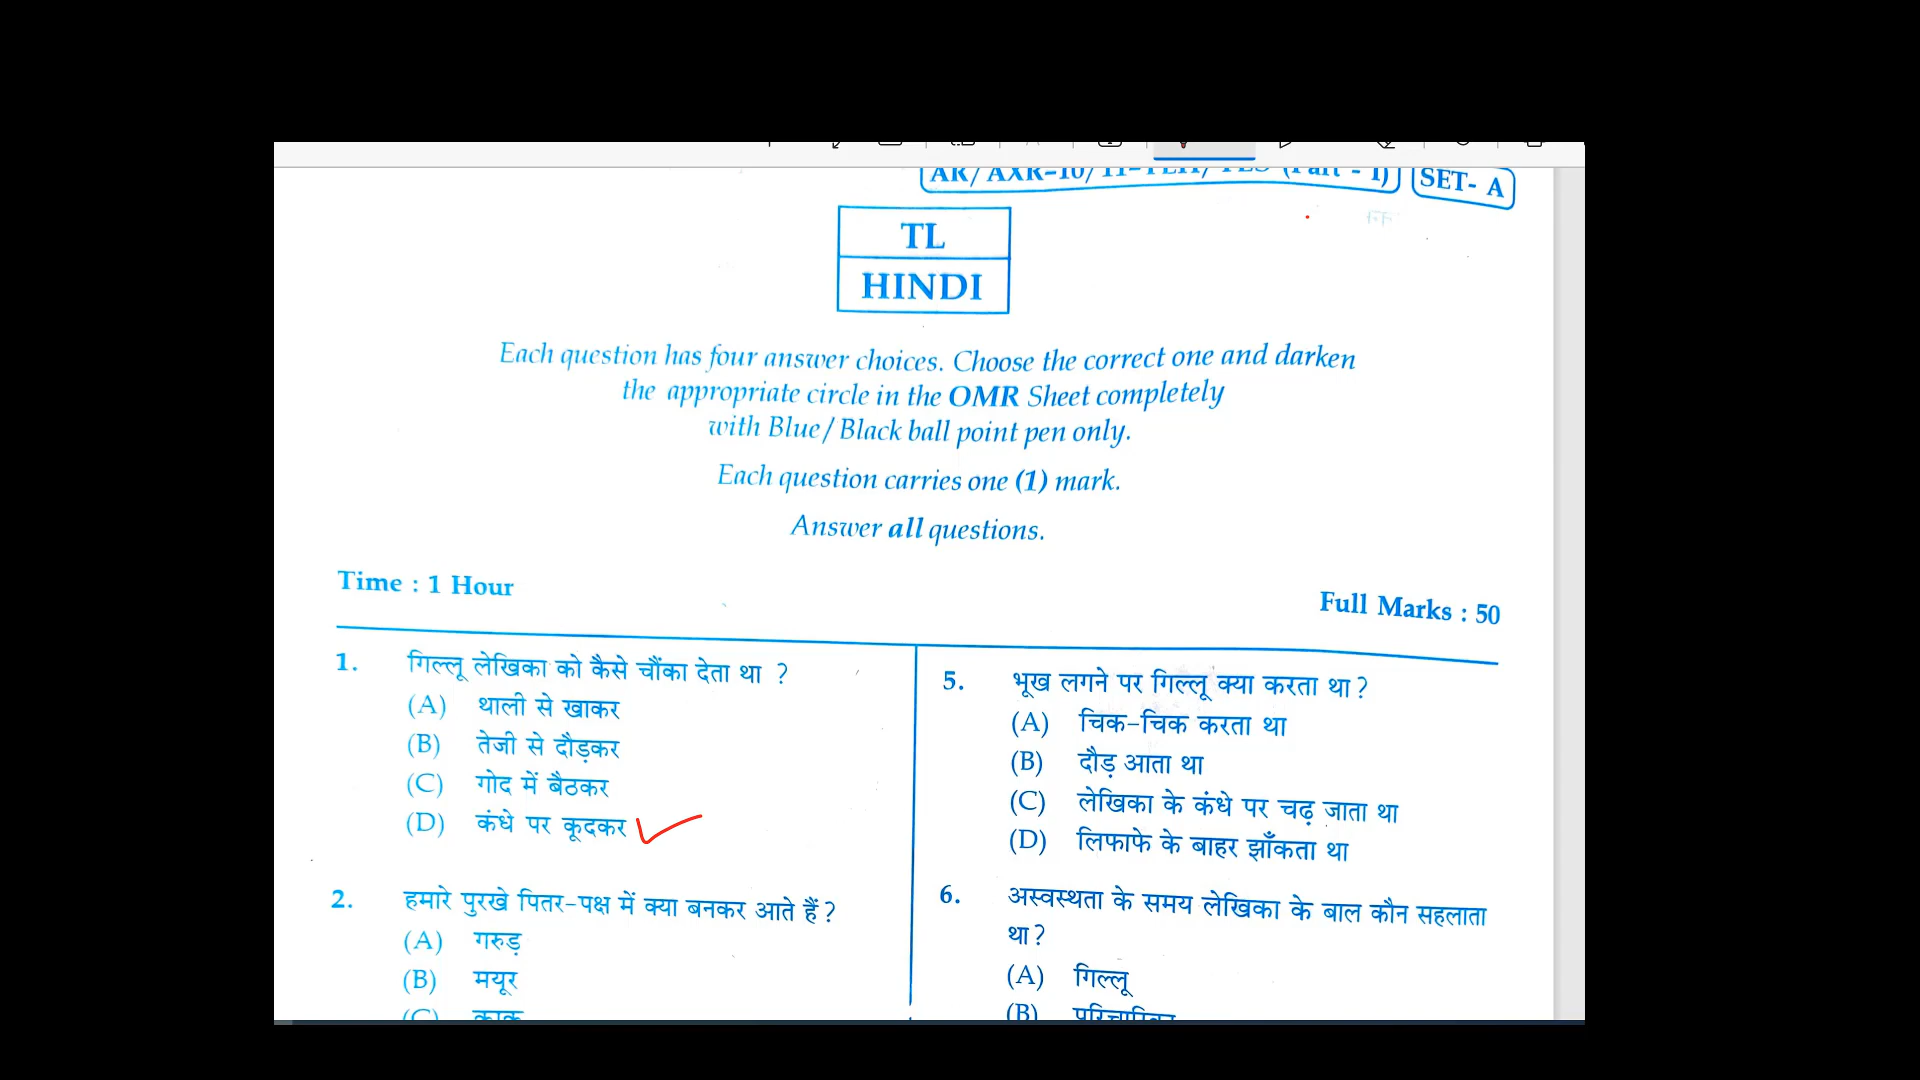 SET- A
TL
HINDI
Each question has four answer choices. Choose the correct one and darken
the appropriate circle in the OMR Sheet completely
with Blue/Black ball point pen only.
Each question carries one (1) mark.
Answer all questions.
Time : 1 Hour
Full Marks : 50
1. गिल्लू लेखिका को कैसे चौंका देता था ?
(A) थाली से खाकर
(B) तेजी से दौड़कर
(C) गोद में बैठकर
(D) कंधे पर कूदकर
2. हमारे पुरखे पितर-पक्ष में क्या बनकर आते हैं?
(A) गरुड़
(B) मयूर
(C) काक
5. भूख लगने पर गिल्लू क्या करता था?
(A) चिक-चिक करता था
(B) दौड़ आता था
(C) लेखिका के कंधे पर चढ़ जाता था
(D) लिफाफे के बाहर झाँकता था
6. अस्वस्थता के समय लेखिका के बाल कौन सहलाता
था?
(A) गिल्लू
(B) परिचारिका